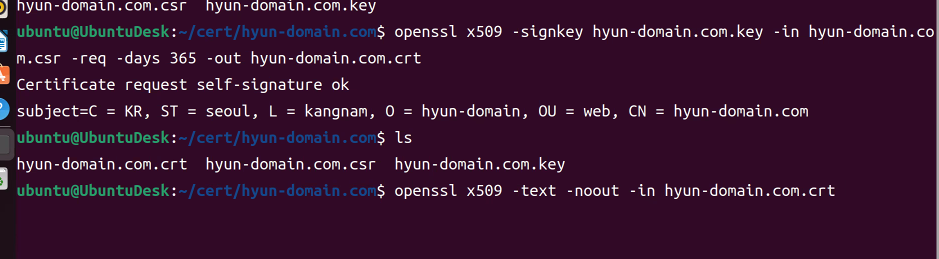 hyun-domain.com.csr  hyun-domain.com.key
ubuntu@UbuntuDesk:~/cert/hyun-domain.com$ openssl x509 -signkey hyun-domain.com.key -in hyun-domain.co
m.csr -req -days 365 -out hyun-domain.com.crt
Certificate request self-signature ok
subject=C = KR, ST = seoul, L = kangnam, O = hyun-domain, OU = web, CN = hyun-domain.com
ubuntu@UbuntuDesk:~/cert/hyun-domain.com$ ls
hyun-domain.com.crt  hyun-domain.com.csr  hyun-domain.com.key
ubuntu@UbuntuDesk:~/cert/hyun-domain.com$ openssl x509 -text -noout -in hyun-domain.com.crt